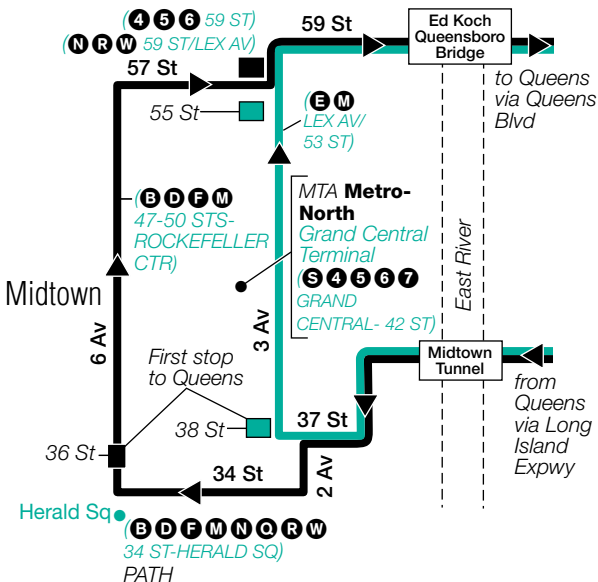 (4 5 6 59 ST)
(N R W 59 ST/LEX AV)
57 St
59 St
Ed Koch
Queensboro
Bridge
to Queens
via Queens
Blvd
55 St
(E M
LEX AV/
53 ST)
(B D F M
47-50 STS-
ROCKEFELLER
CTR)
MTA Metro-
North
Grand Central
Terminal
(S 4 5 6 7
GRAND
CENTRAL- 42 ST)
East River
Midtown
6 Av
3 Av
First stop
to Queens
Midtown
Tunnel
from
Queens
via Long
Island
Expwy
38 St
37 St
36 St
34 St
2 Av
Herald Sq
(B D F M N Q R W
34 ST-HERALD SQ)
PATH